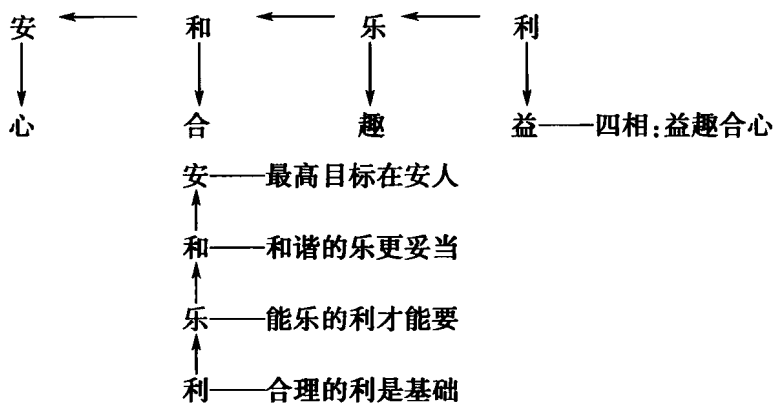 安 和 乐 利
心 合 趣 益——四相:益趣合心
安——最高目标在安人
和——和谐的乐更妥当
乐——能乐的利才能要
利——合理的利是基础